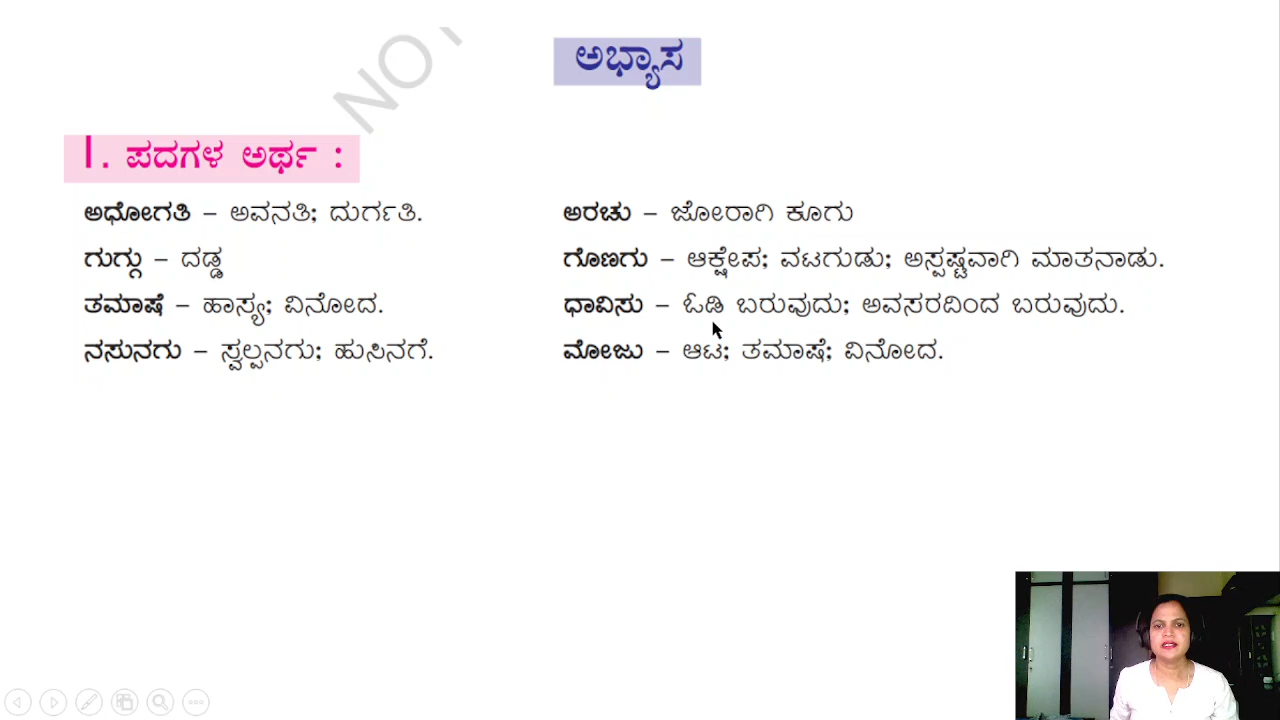 NOT
ಅಭ್ಯಾಸ
I. ಪದಗಳ ಅರ್ಥ :
ಅಧೋಗತಿ – ಅವನತಿ; ದುರ್ಗತಿ.
ಗುಗ್ಗು – ದಡ್ಡ
ತಮಾಷೆ – ಹಾಸ್ಯ; ವಿನೋದ.
ನಸುನಗು – ಸ್ವಲ್ಪನಗು; ಹುಸಿನಗೆ.
ಅರಚು – ಜೋರಾಗಿ ಕೂಗು
ಗೊಣಗು – ಆಕ್ಷೇಪ; ವಟಗುಡು; ಅಸ್ಪಷ್ಟವಾಗಿ ಮಾತನಾಡು.
ಧಾವಿಸು – ಓಡಿ ಬರುವುದು; ಅವಸರದಿಂದ ಬರುವುದು.
ಮೋಜು – ಆಟ; ತಮಾಷೆ; ವಿನೋದ.